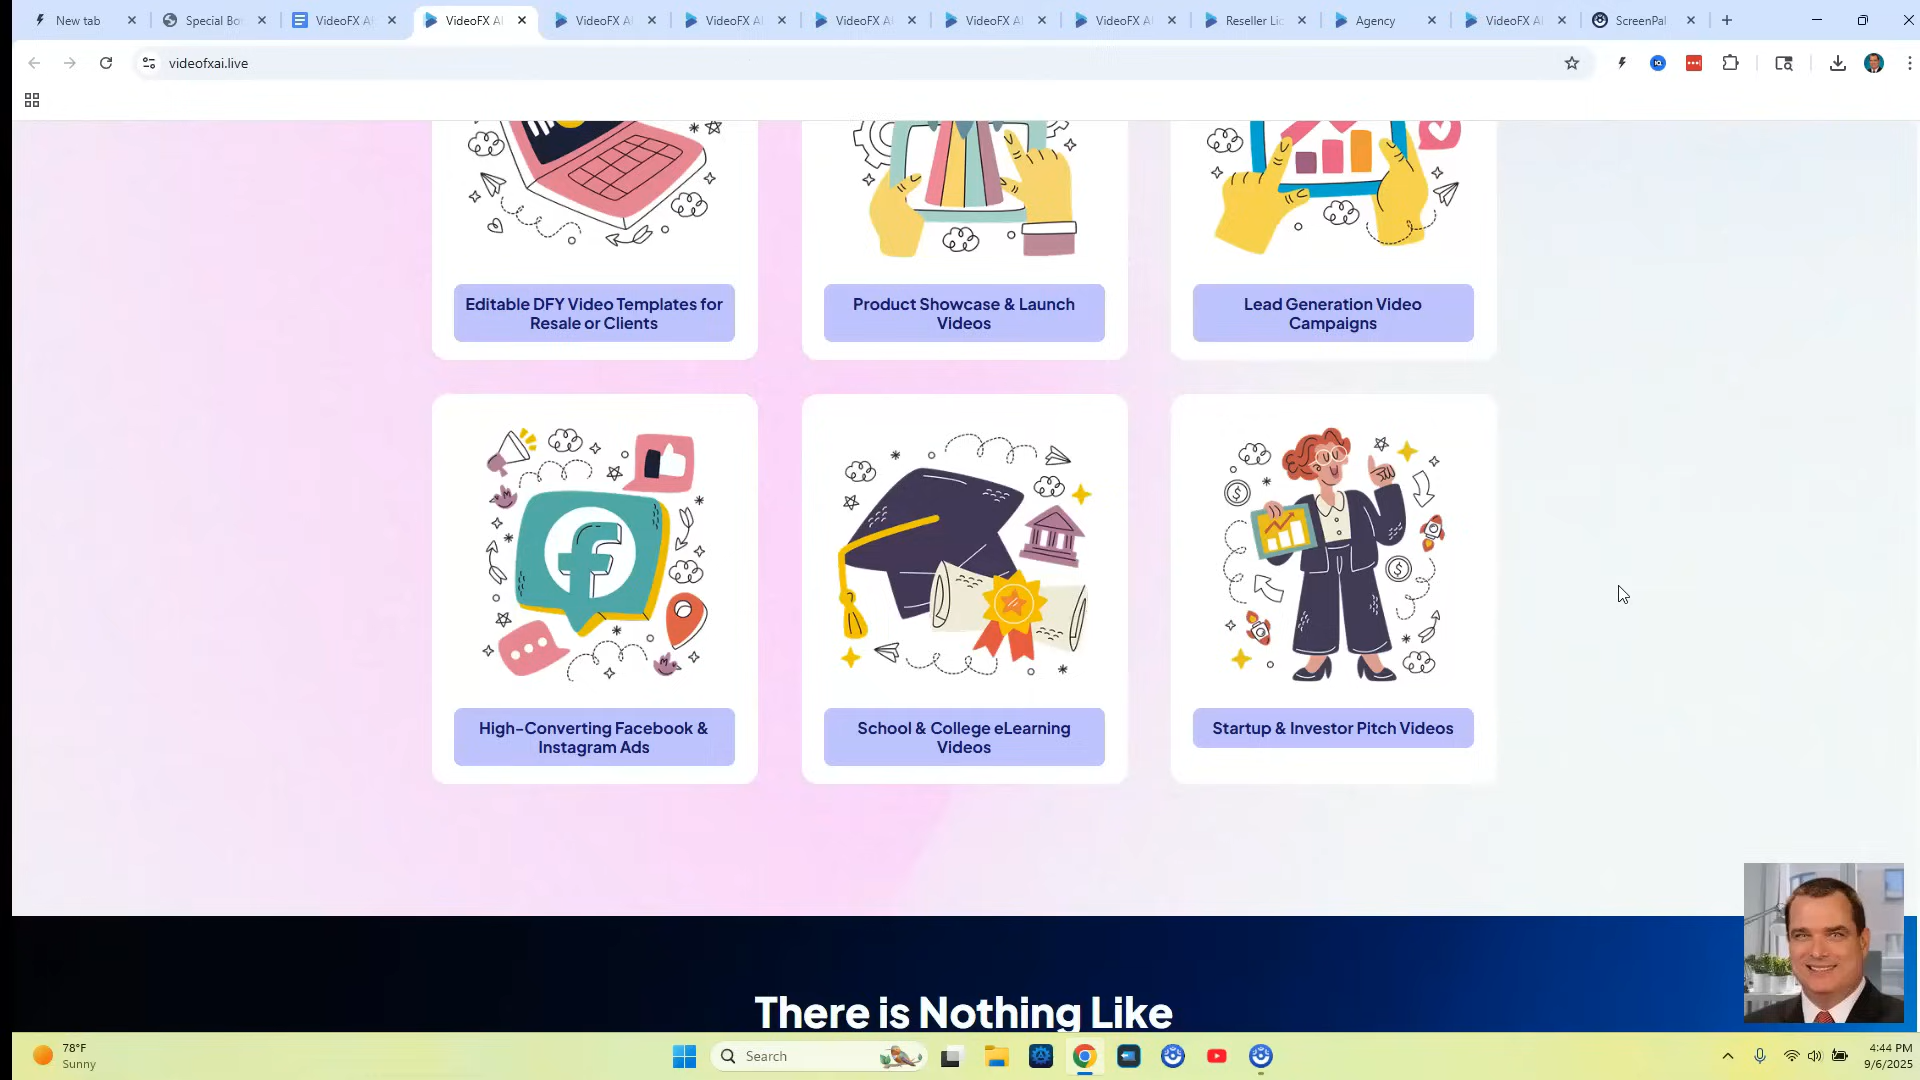 New tab
Special Bo
VideoFX AI
VideoFX AI
VideoFX AI
VideoFX AI
VideoFX AI
VideoFX AI
VideoFX AI
Reseller Lic
Agency
VideoFX AI
ScreenPal
videofxai.live
Editable DFY Video Templates for
Resale or Clients
Product Showcase & Launch
Videos
Lead Generation Video
Campaigns
High-Converting Facebook &
Instagram Ads
School & College eLearning
Videos
Startup & Investor Pitch Videos
There is Nothing Like
78°F
Sunny
Search
4:44 PM
9/6/2025